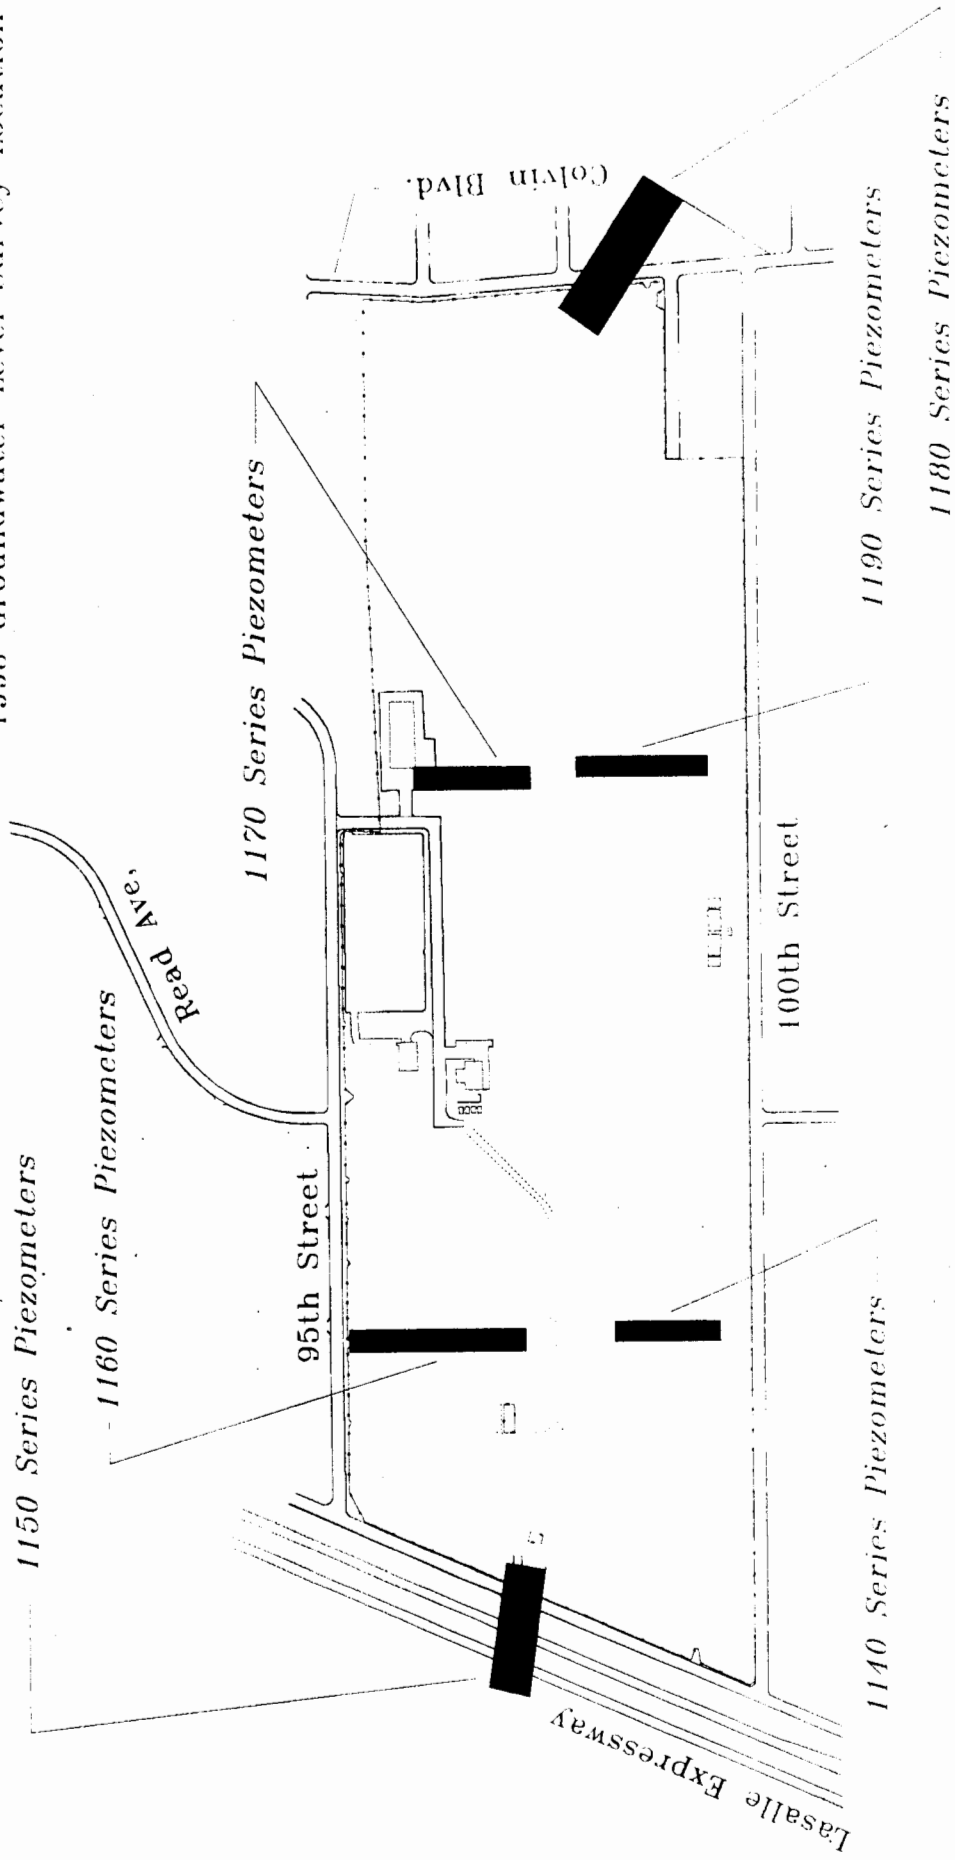 1150 Series Piezometers
1160 Series Piezometers
Read Ave,
1170 Series Piezometers
95th Street
Colvin Blvd.
100th Street
Lasalle Expressway
1140 Series Piezometers
1190 Series Piezometers
1180 Series Piezometers